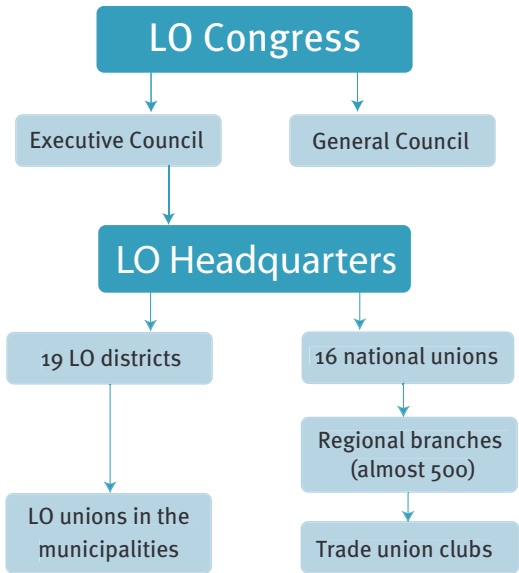 LO Congress
Executive Council
General Council
LO Headquarters
19 LO districts
16 national unions
Regional branches
(almost 500)
LO unions in the
municipalities
Trade union clubs